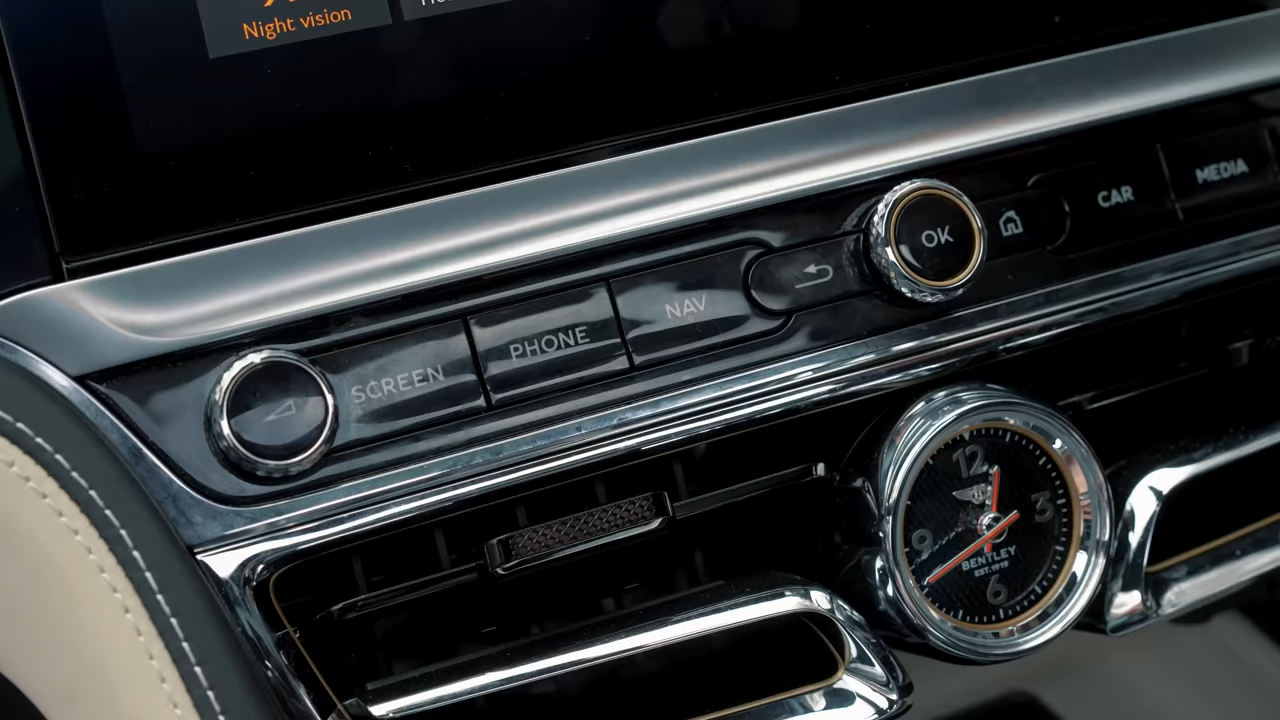 Night vision
SCREEN
PHONE
NAV
OK
CAR
MEDIA
12
3
9
6
BENTLEY
EST. 1919